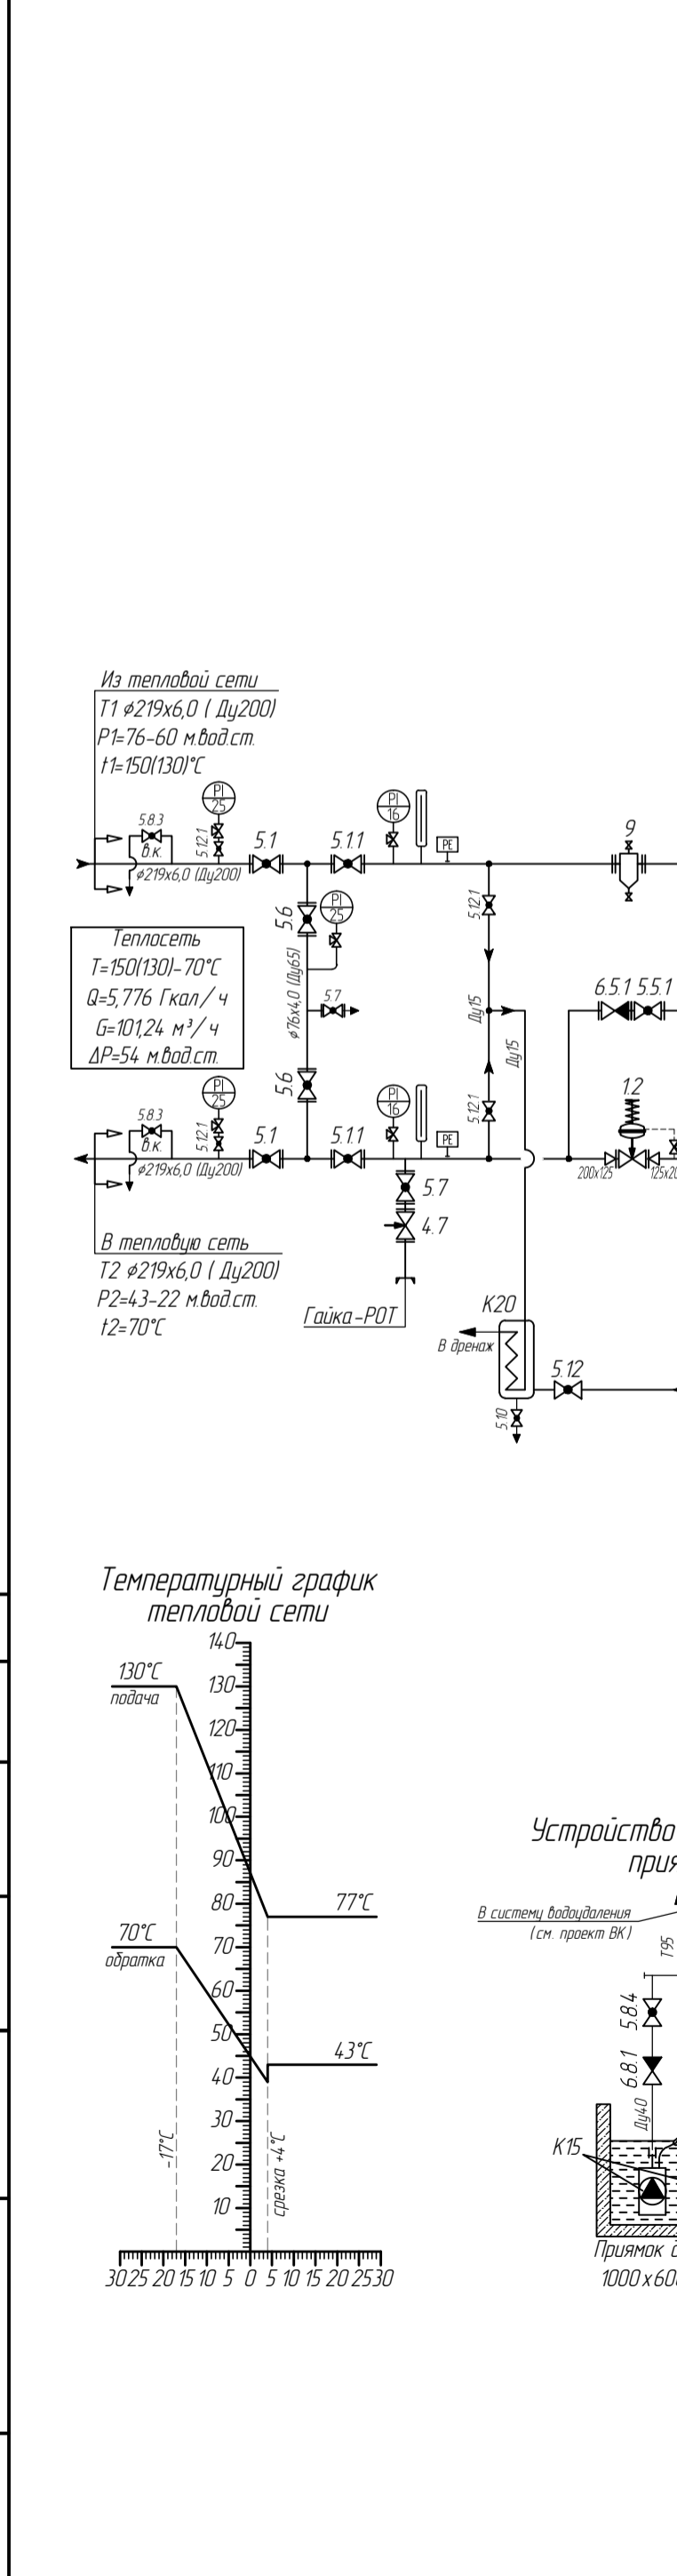 Из тепловой сети
Т1 ⌀219х6,0 ( Ду200)
Р1=76-60 м.вод.ст.
t1=150(130)°С
PI
25
5.8.3
в.к.
5.12.1
⌀219х6,0 (Ду200)
5.1
5.1.1
PI
16
PE
9
5.6
PI
25
5.12.1
Теплосеть
Т=150(130)-70°С
Q=5,776 Гкал/ч
G=101,24 м³/ч
ΔР=54 м.вод.ст.
⌀76х4,0 (Ду65)
5.7
Ду15
Ду15
6.5.1 5.5.1
5.6
PI
25
5.8.3
в.к.
5.12.1
⌀219х6,0 (Ду200)
5.1
5.1.1
PI
16
PE
5.12.1
1.2
200х125
125х20
5.7
4.7
В тепловую сеть
Т2 ⌀219х6,0 ( Ду200)
Р2=43-22 м.вод.ст.
t2=70°С
Гайка-РОТ
К20
В дренаж
5.12
5.10
Температурный график
тепловой сети
140
130°С
подача
130
120
110
100
90
80
77°С
70°С
обратка
70
60
50
43°С
40
30
20
10
-17°С
срезка +4°С
30 25 20 15 10 5 0 5 10 15 20 25 30
Устройство
прия
В систему водоудаления
(см. проект ВК)
Т95
5.8.4
6.8.1
Ду40
К15
Приямок
1000х60